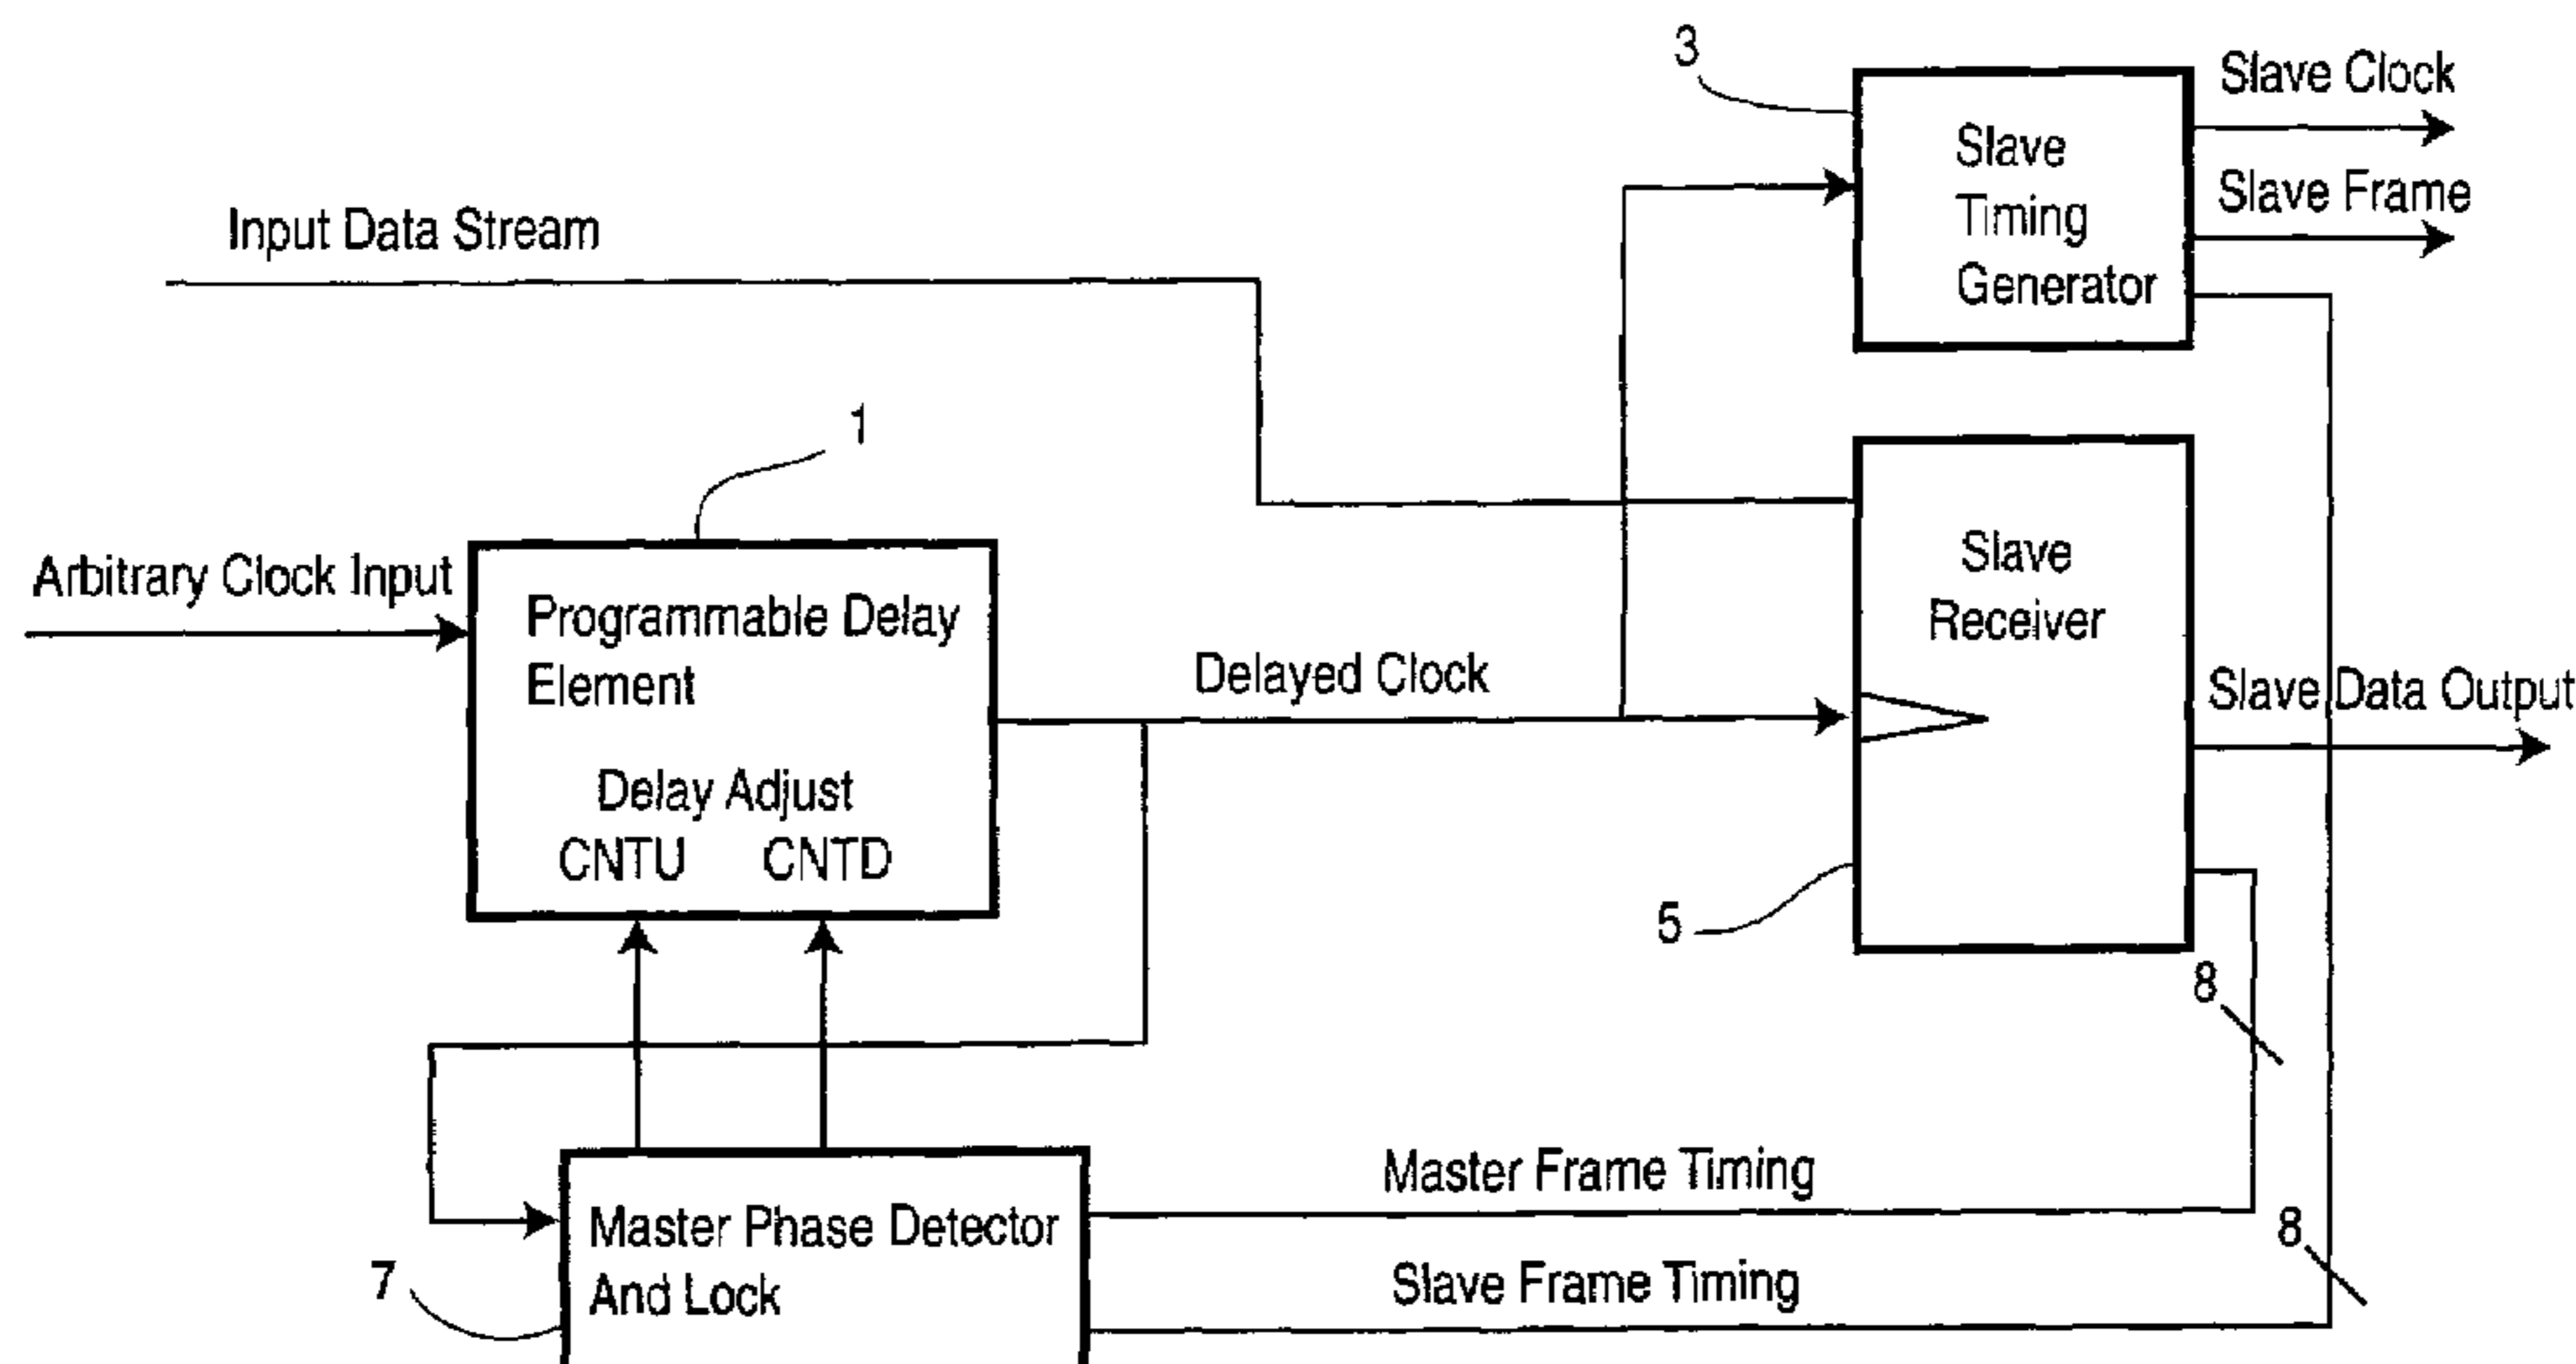 3
Slave Clock
Slave
Timing
Generator
Slave Frame
Input Data Stream
1
Arbitrary Clock Input
Programmable Delay
Element
Delay Adjust
CNTU CNTD
Delayed Clock
Slave
Receiver
Slave Data Output
5
8
Master Frame Timing
8
Master Phase Detector
And Lock
7
Slave Frame Timing